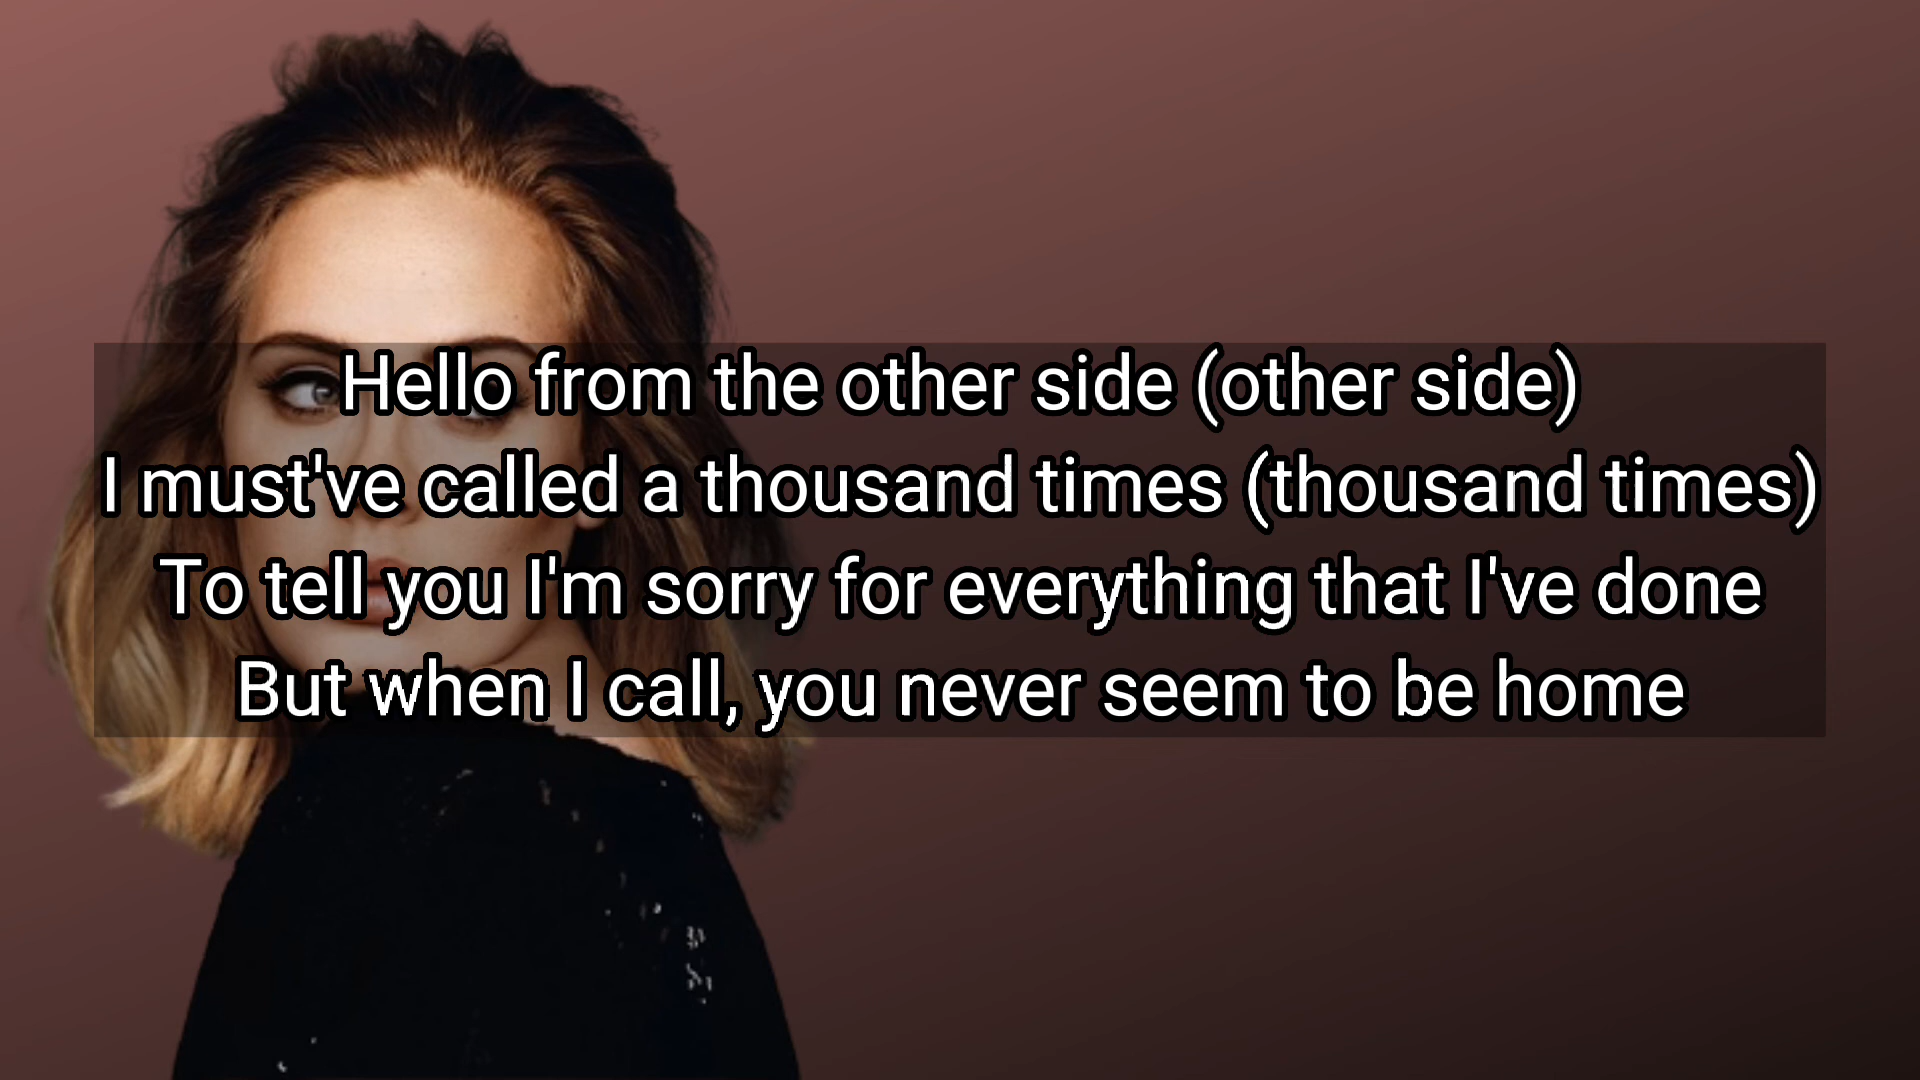 Hello from the other side (other side)
I must've called a thousand times (thousand times)
To tell you I'm sorry for everything that I've done
But when I call, you never seem to be home